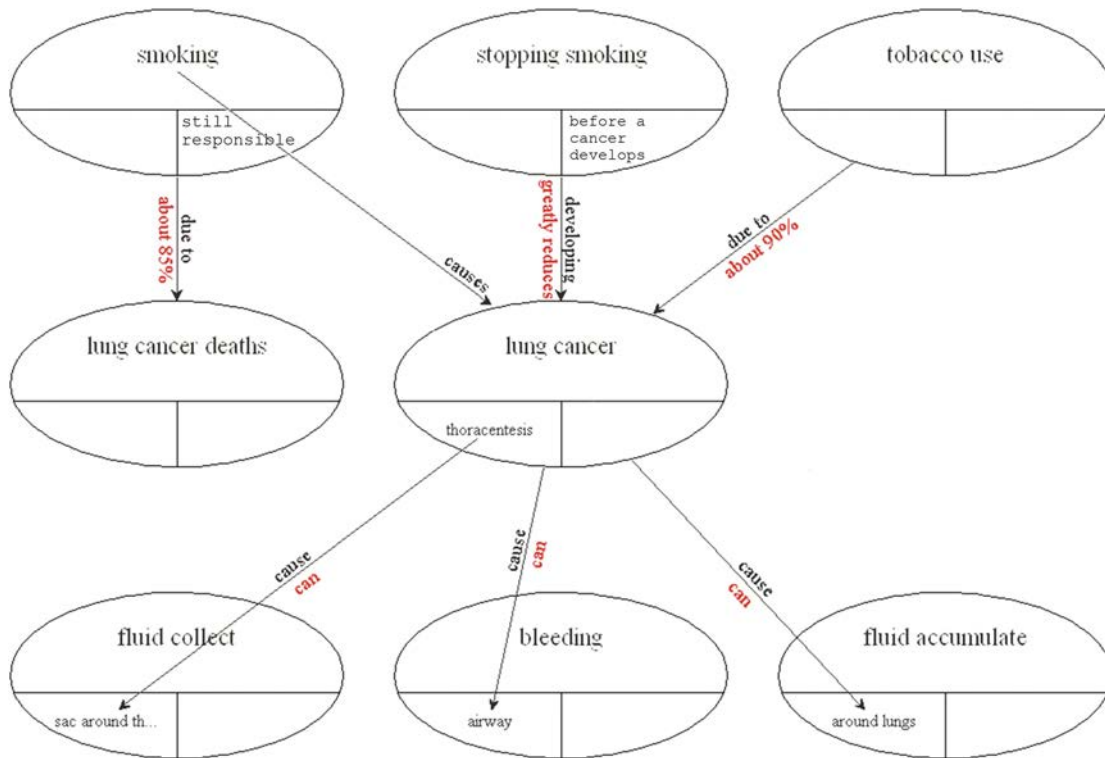 smoking
stopping smoking
tobacco use
still
responsible
before a
cancer
develops
about 85%
due to
causes
greatly reduces
developing
due to
about 90%
lung cancer deaths
lung cancer
thoracentesis
cause
can
cause
can
cause
can
fluid collect
bleeding
fluid accumulate
sac around th...
airway
around lungs